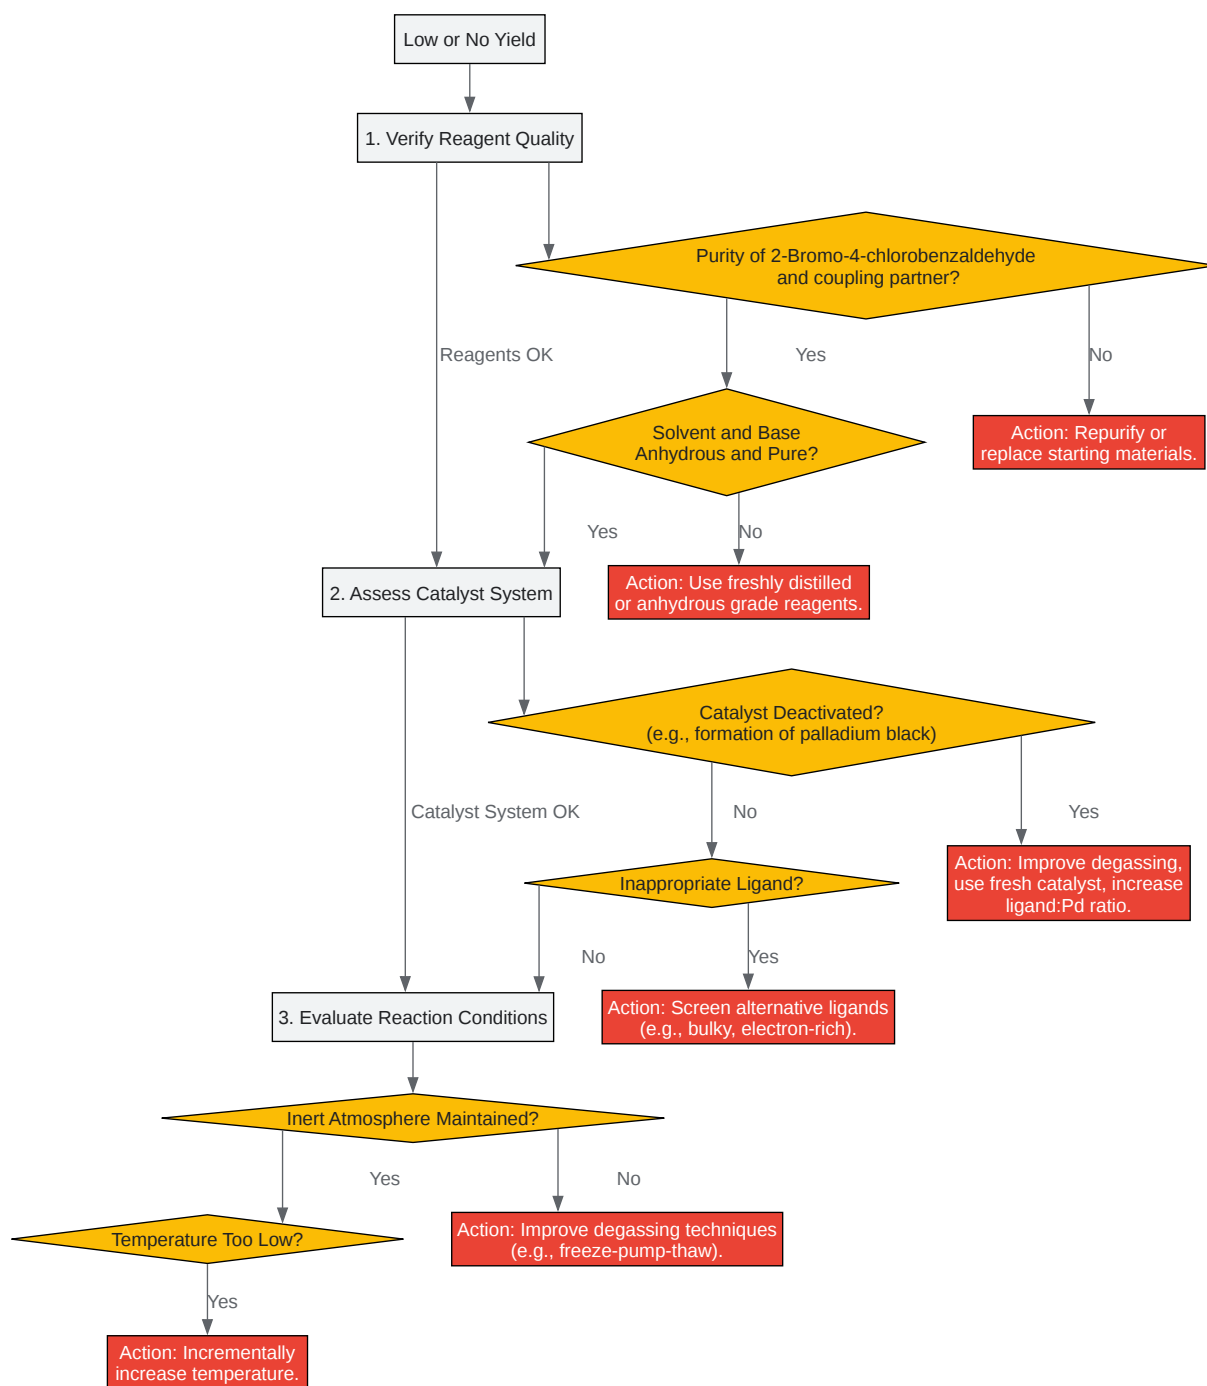 Low or No Yield
1. Verify Reagent Quality
Purity of 2-Bromo-4-chlorobenzaldehyde
and coupling partner?
Reagents OK
Yes
No
Solvent and Base
Anhydrous and Pure?
Action: Repurify or
replace starting materials.
Yes
No
2. Assess Catalyst System
Action: Use freshly distilled
or anhydrous grade reagents.
Catalyst Deactivated?
(e.g., formation of palladium black)
Catalyst System OK
No
Yes
Inappropriate Ligand?
Action: Improve degassing,
use fresh catalyst, increase
ligand:Pd ratio.
No
Yes
3. Evaluate Reaction Conditions
Action: Screen alternative ligands
(e.g., bulky, electron-rich).
Inert Atmosphere Maintained?
Yes
No
Temperature Too Low?
Action: Improve degassing techniques
(e.g., freeze-pump-thaw).
Yes
Action: Incrementally
increase temperature.